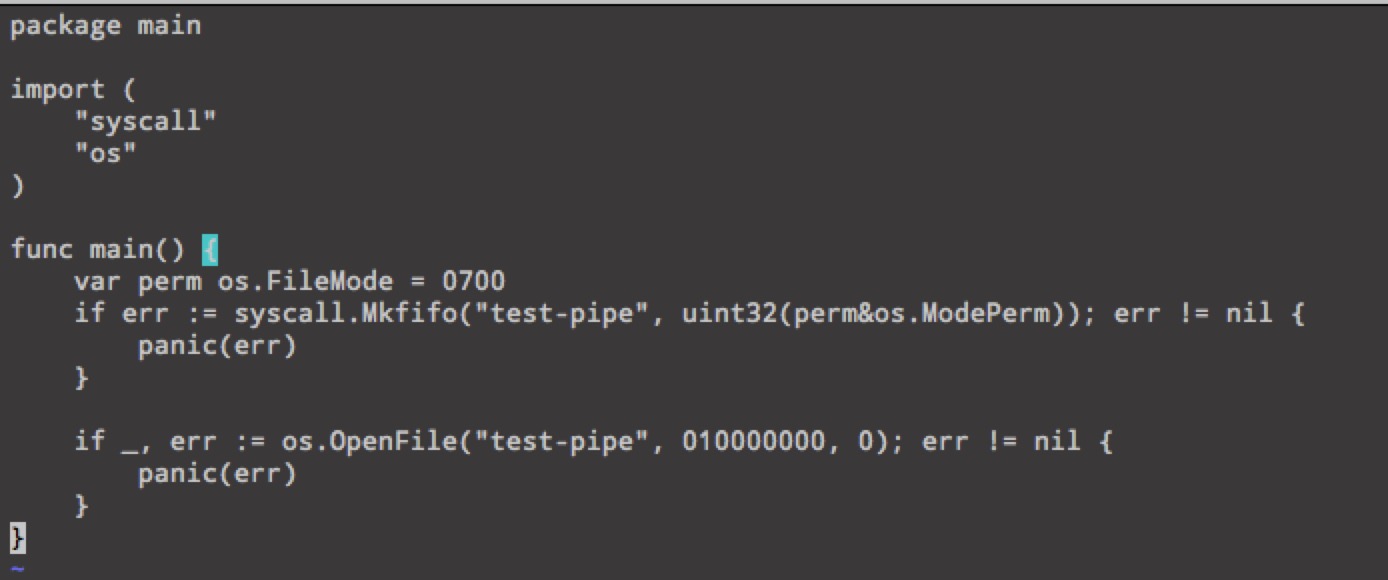 package main
import (
"syscall"
"os"
)
func main() {
var perm os.FileMode = 0700
if err := syscall.Mkfifo("test-pipe", uint32(perm&os.ModePerm)); err != nil {
panic(err)
}
if _, err := os.OpenFile("test-pipe", 010000000, 0); err != nil {
panic(err)
}
}
~